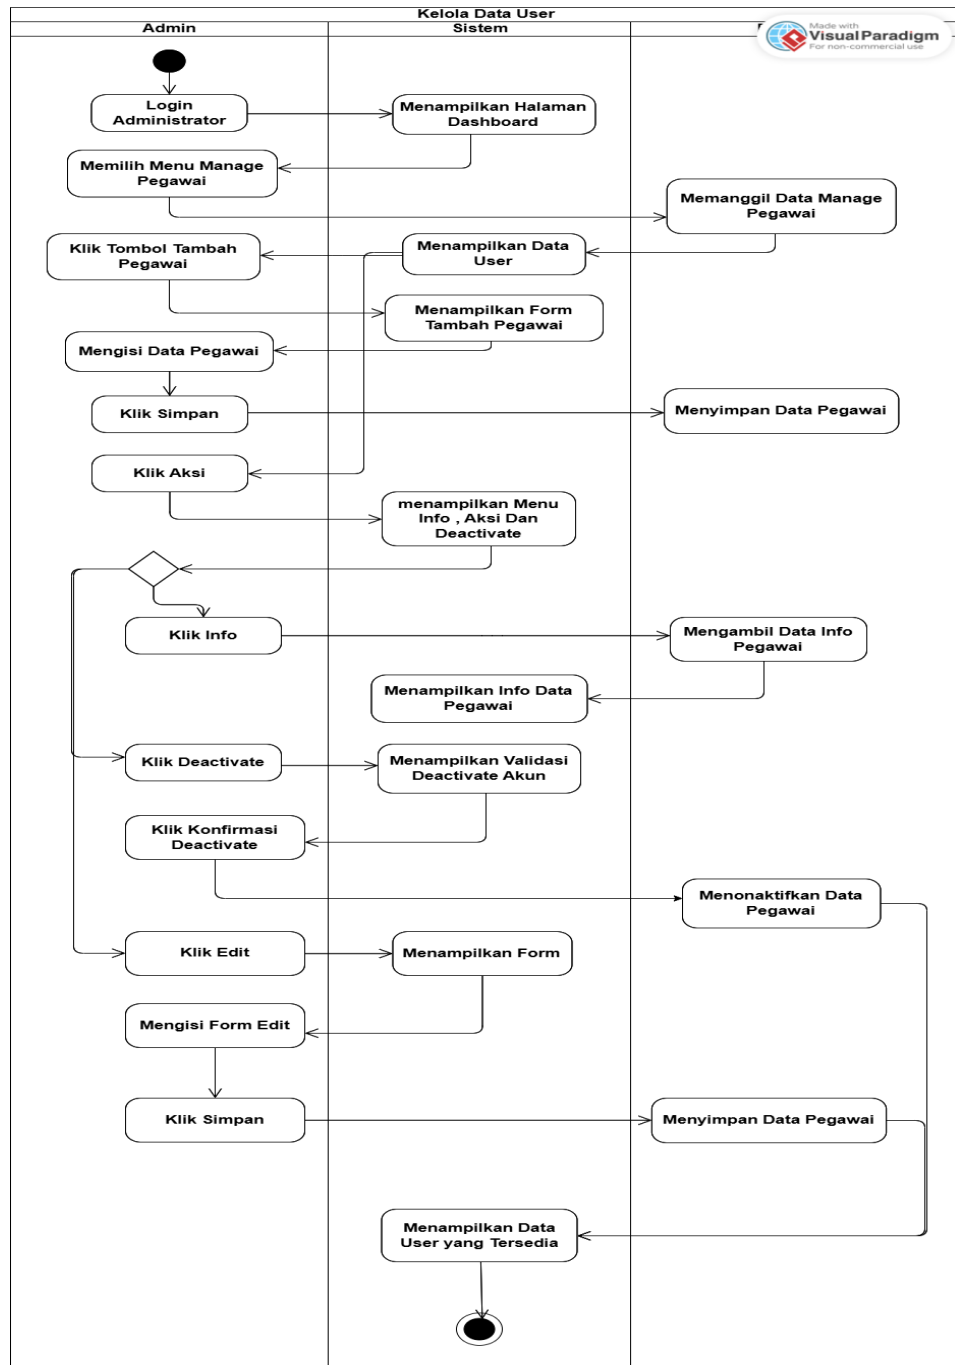 Kelola Data User
Admin
Sistem
Made with
VisualParadigm
For non-commercial use
Login
Administrator
Menampilkan Halaman
Dashboard
Memilih Menu Manage
Pegawai
Memanggil Data Manage
Pegawai
Klik Tombol Tambah
Pegawai
Menampilkan Data
User
Menampilkan Form
Tambah Pegawai
Mengisi Data Pegawai
Klik Simpan
Menyimpan Data Pegawai
Klik Aksi
menampilkan Menu
Info , Aksi Dan
Deactivate
Klik Info
Mengambil Data Info
Pegawai
Menampilkan Info Data
Pegawai
Klik Deactivate
Menampilkan Validasi
Deactivate Akun
Klik Konfirmasi
Deactivate
Menonaktifkan Data
Pegawai
Klik Edit
Menampilkan Form
Mengisi Form Edit
Klik Simpan
Menyimpan Data Pegawai
Menampilkan Data
User yang Tersedia